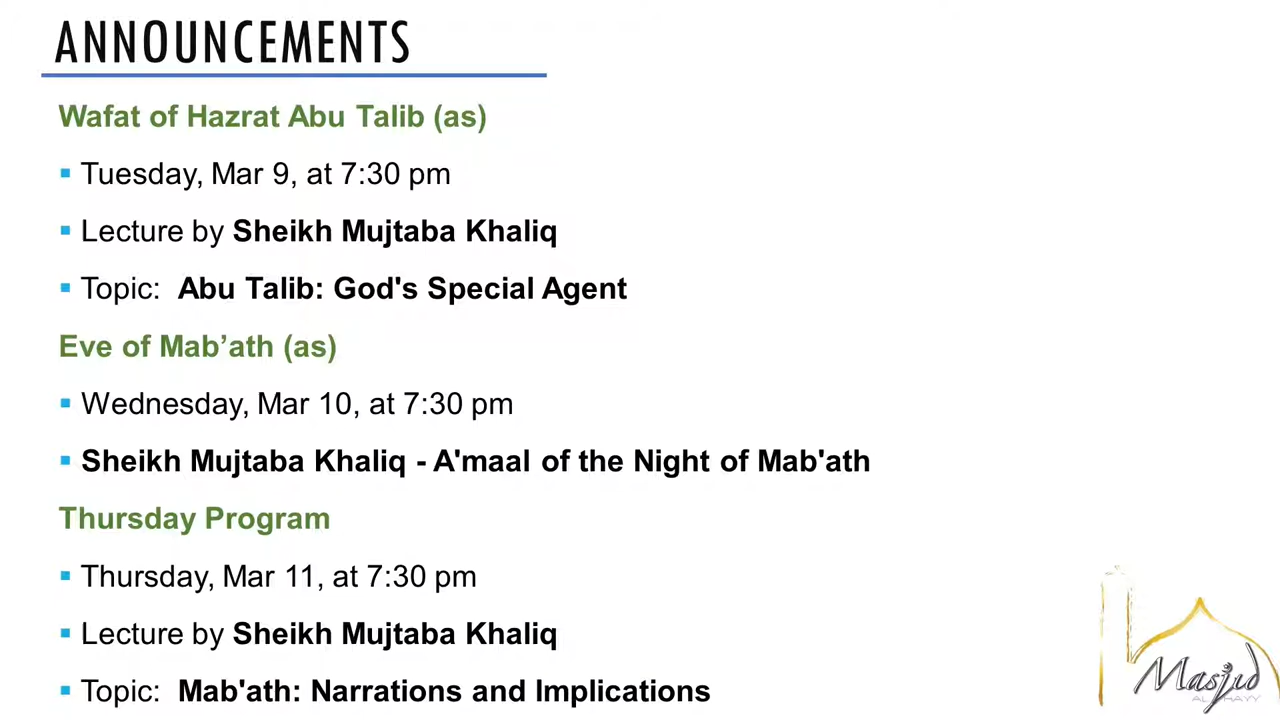 ANNOUNCEMENTS
Wafat of Hazrat Abu Talib (as)
▪ Tuesday, Mar 9, at 7:30 pm
▪ Lecture by Sheikh Mujtaba Khaliq
▪ Topic:  Abu Talib: God's Special Agent
Eve of Mab’ath (as)
▪ Wednesday, Mar 10, at 7:30 pm
▪ Sheikh Mujtaba Khaliq - A'maal of the Night of Mab'ath
Thursday Program
▪ Thursday, Mar 11, at 7:30 pm
▪ Lecture by Sheikh Mujtaba Khaliq
▪ Topic:  Mab'ath: Narrations and Implications
Masjid
AL HAYY